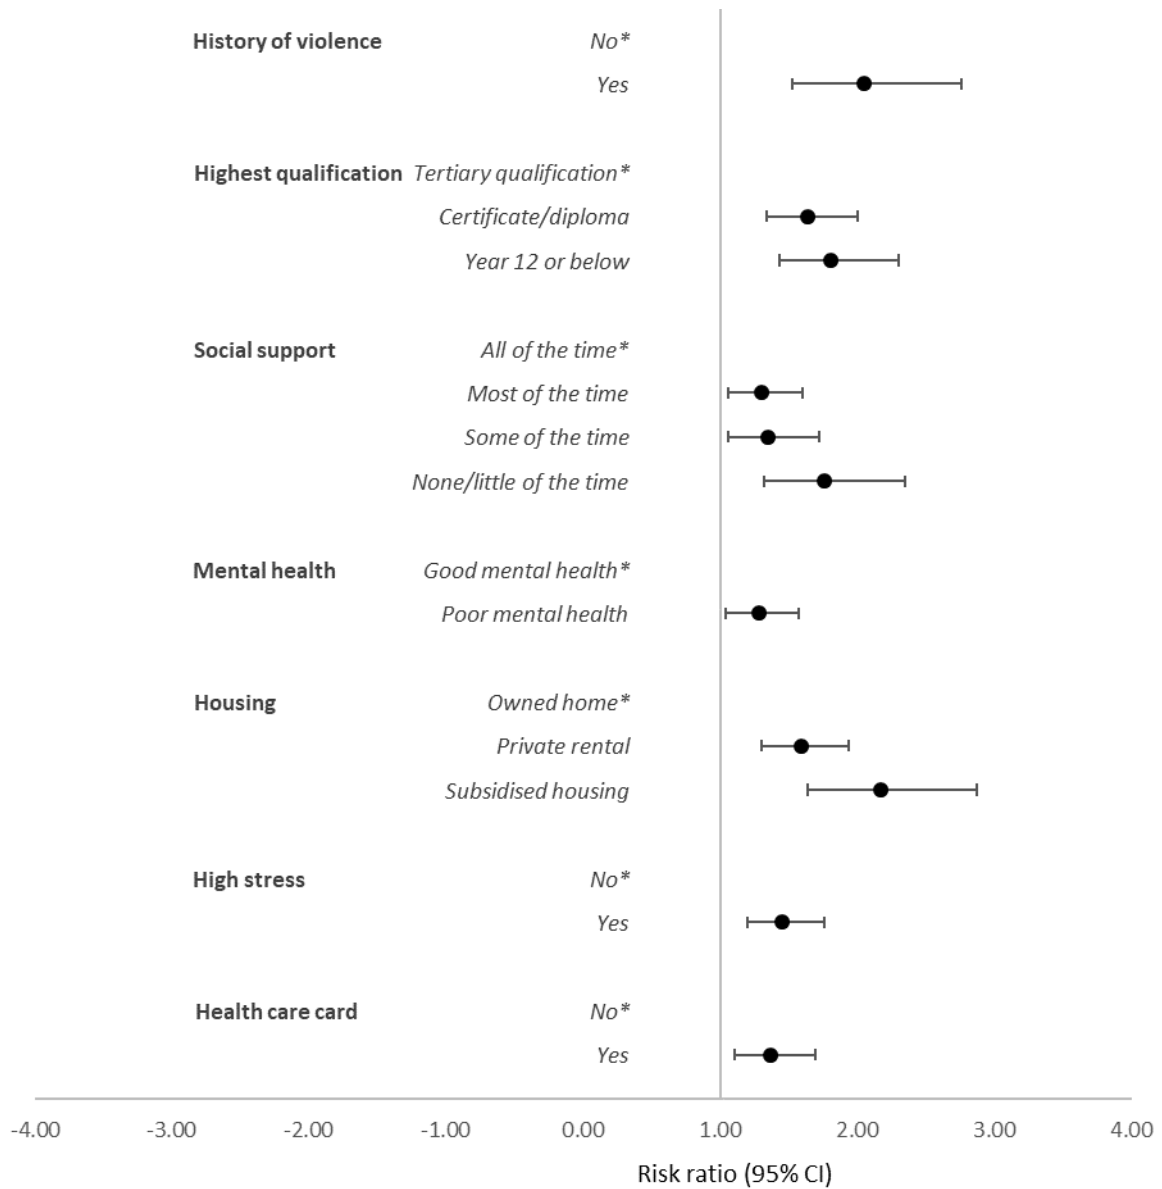 History of violence No*
Yes
Highest qualification Tertiary qualification*
Certificate/diploma
Year 12 or below
Social support All of the time*
Most of the time
Some of the time
None/little of the time
Mental health Good mental health*
Poor mental health
Housing Owned home*
Private rental
Subsidised housing
High stress No*
Yes
Health care card No*
Yes
-4.00 -3.00 -2.00 -1.00 0.00 1.00 2.00 3.00 4.00
Risk ratio (95% CI)